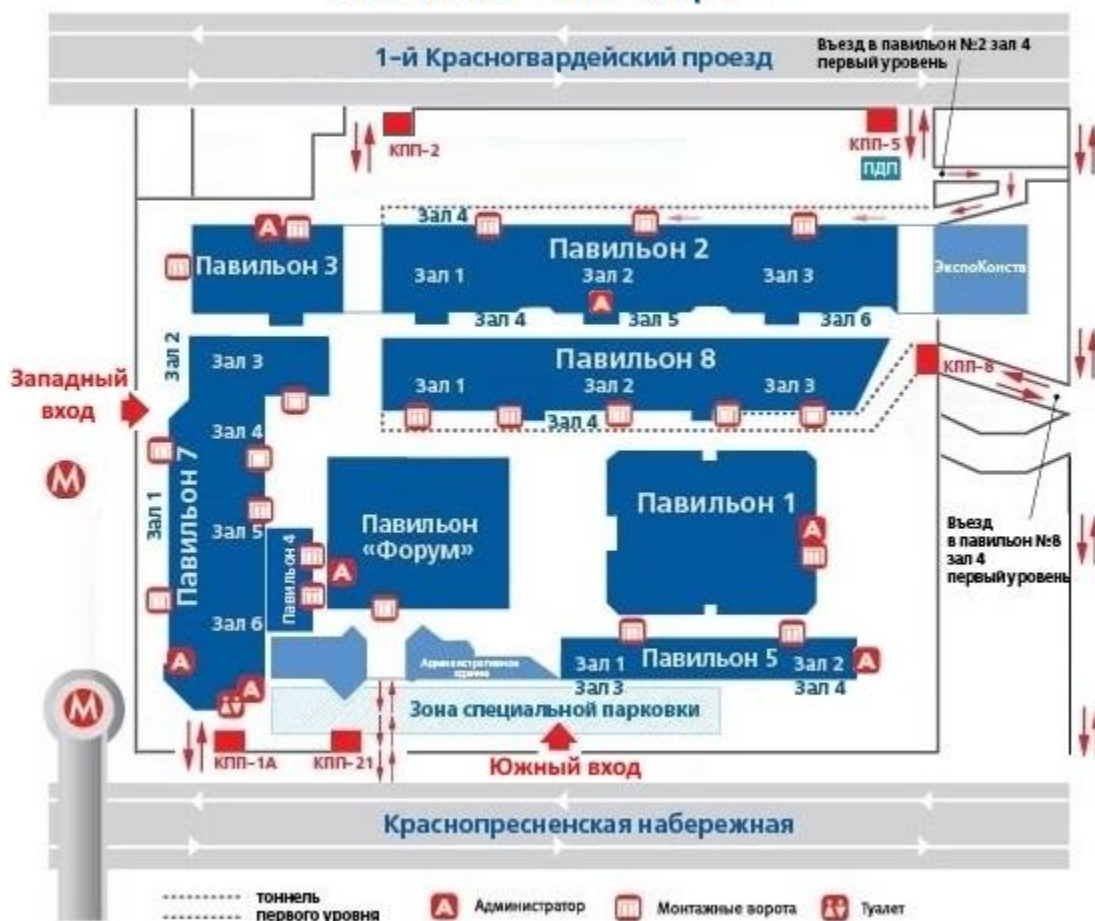 1-й Красногвардейский проезд
Въезд в павильон №2 зал 4
первый уровень
КПП-2
КПП-5
ПДП
Зал 4
Павильон 3
Павильон 2
Зал 1
Зал 2
Зал 3
ЭкспоКонста
Зал 4
Зал 5
Зал 6
Зал 2
Зал 3
Павильон 8
Зал 1
Зал 2
Зал 3
КПП-8
Западный
вход
Зал 4
Зал 4
М
Зал 1
Павильон 7
Зал 5
Павильон 4
Павильон
«Форум»
Павильон 1
Въезд
в павильон №8
зал 4
первый уровень
Зал 6
А
Административное
здание
Зал 1
Павильон 5
Зал 2
Зал 3
Зал 4
М
Зона специальной парковки
КПП-1А
КПП-21
Южный вход
Краснопресненская набережная
тоннель
первого уровня
А
Администратор
Монтажные ворота
Туалет